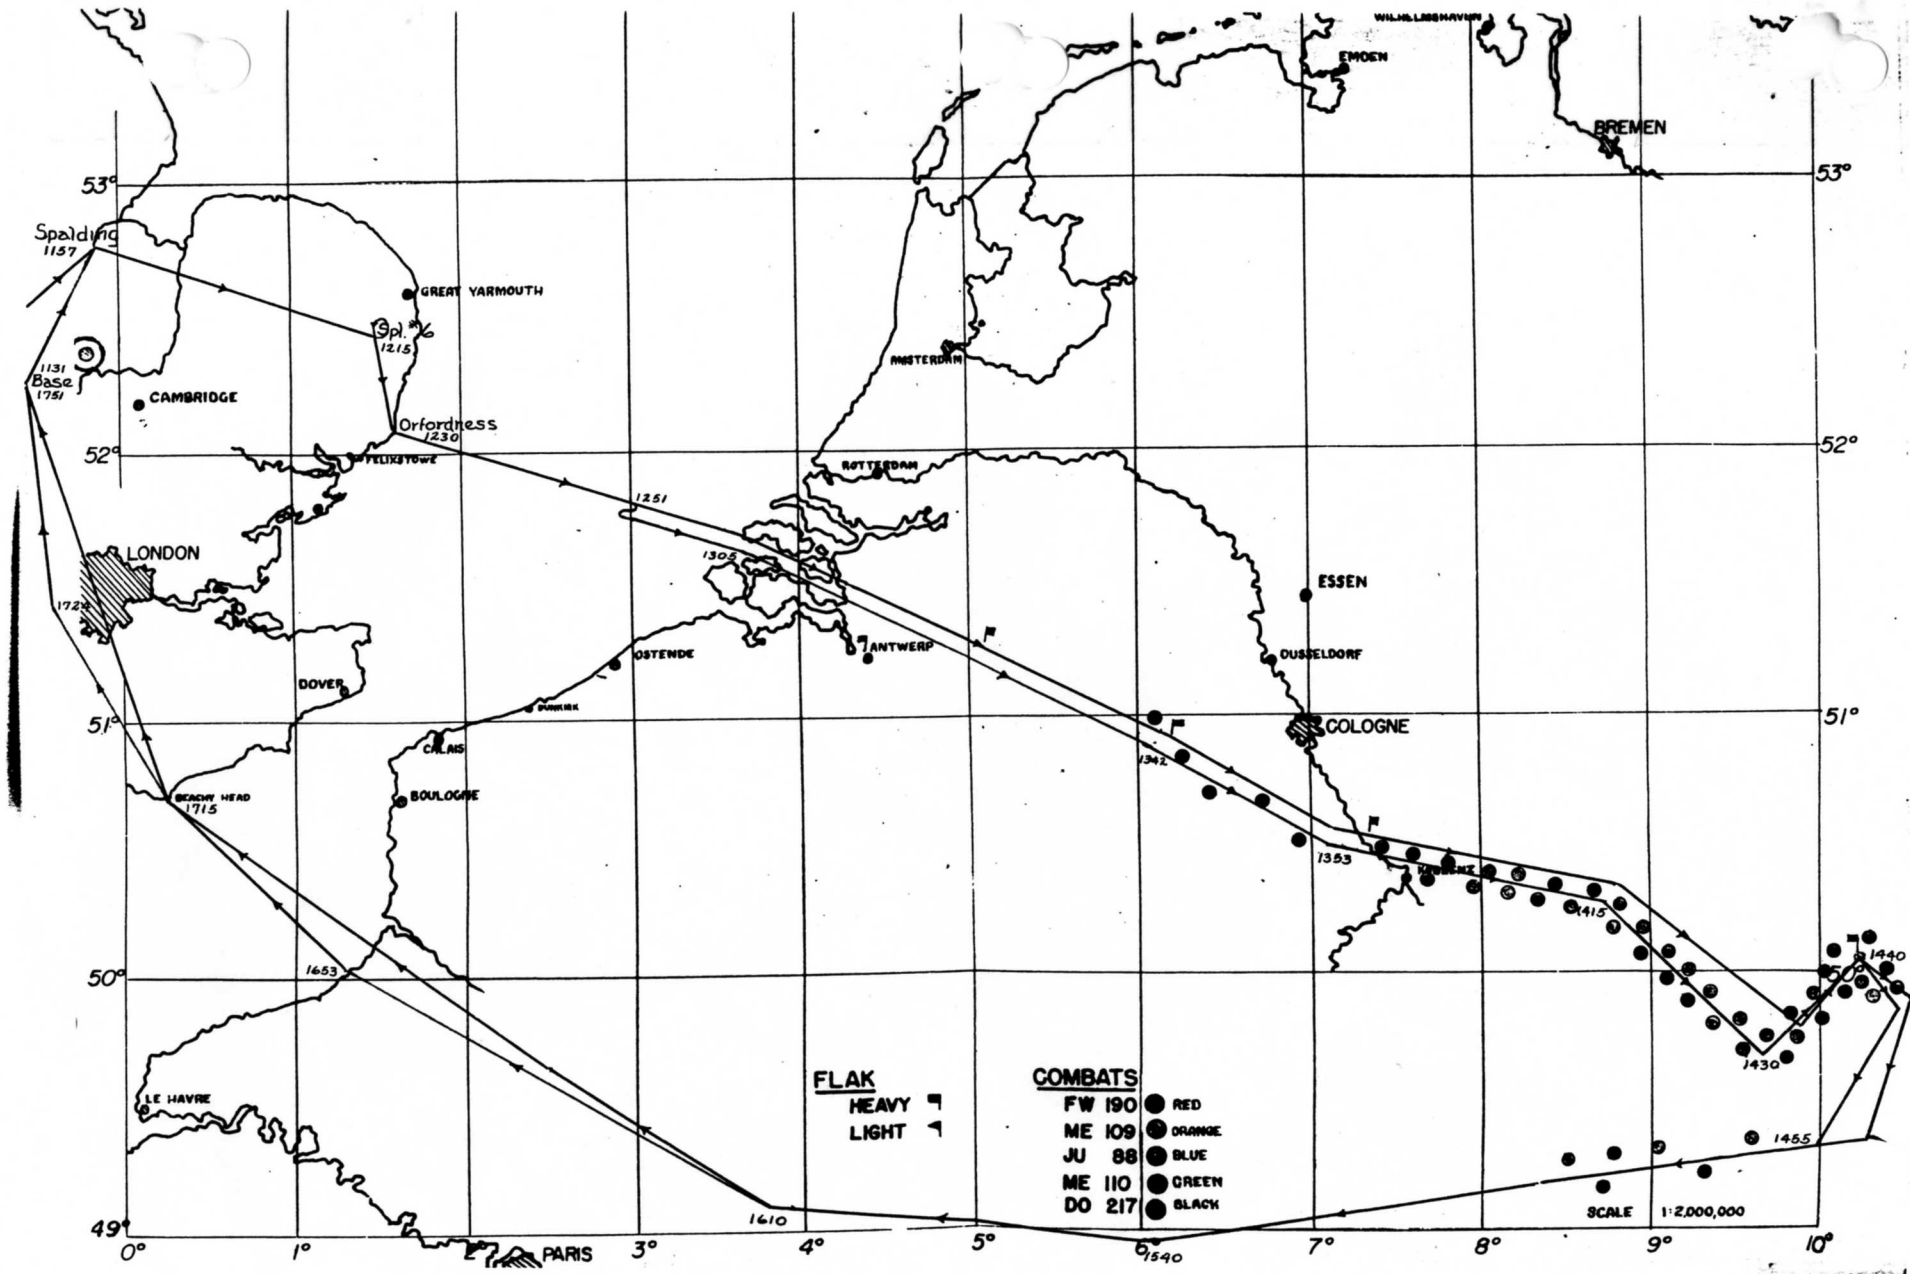 WILHELMSHAVEN
EMDEN
BREMEN
53°
53°
Spalding
1157
GREAT YARMOUTH
Spl. #6
1215
AMSTERDAM
1131
Base
1751
CAMBRIDGE
Orfordness
1230
52°
52°
FELIXSTOWE
ROTTERDAM
1251
LONDON
1305
ESSEN
1724
ANTWERP
OSTENDE
DUSSELDORF
DOVER
DUNKIRK
51°
51°
COLOGNE
CALAIS
1342
BEACHY HEAD
1715
BOULOGNE
1353
KOBLENZ
1415
1440
1653
50°
50°
1430
LE HAVRE
FLAK
HEAVY
LIGHT
COMBATS
FW 190 RED
ME 109 ORANGE
JU 88 BLUE
ME 110 GREEN
DO 217 BLACK
1455
SCALE 1:2,000,000
1610
49°
0° 1° 2° PARIS 3° 4° 5° 6° 1540 7° 8° 9° 10°